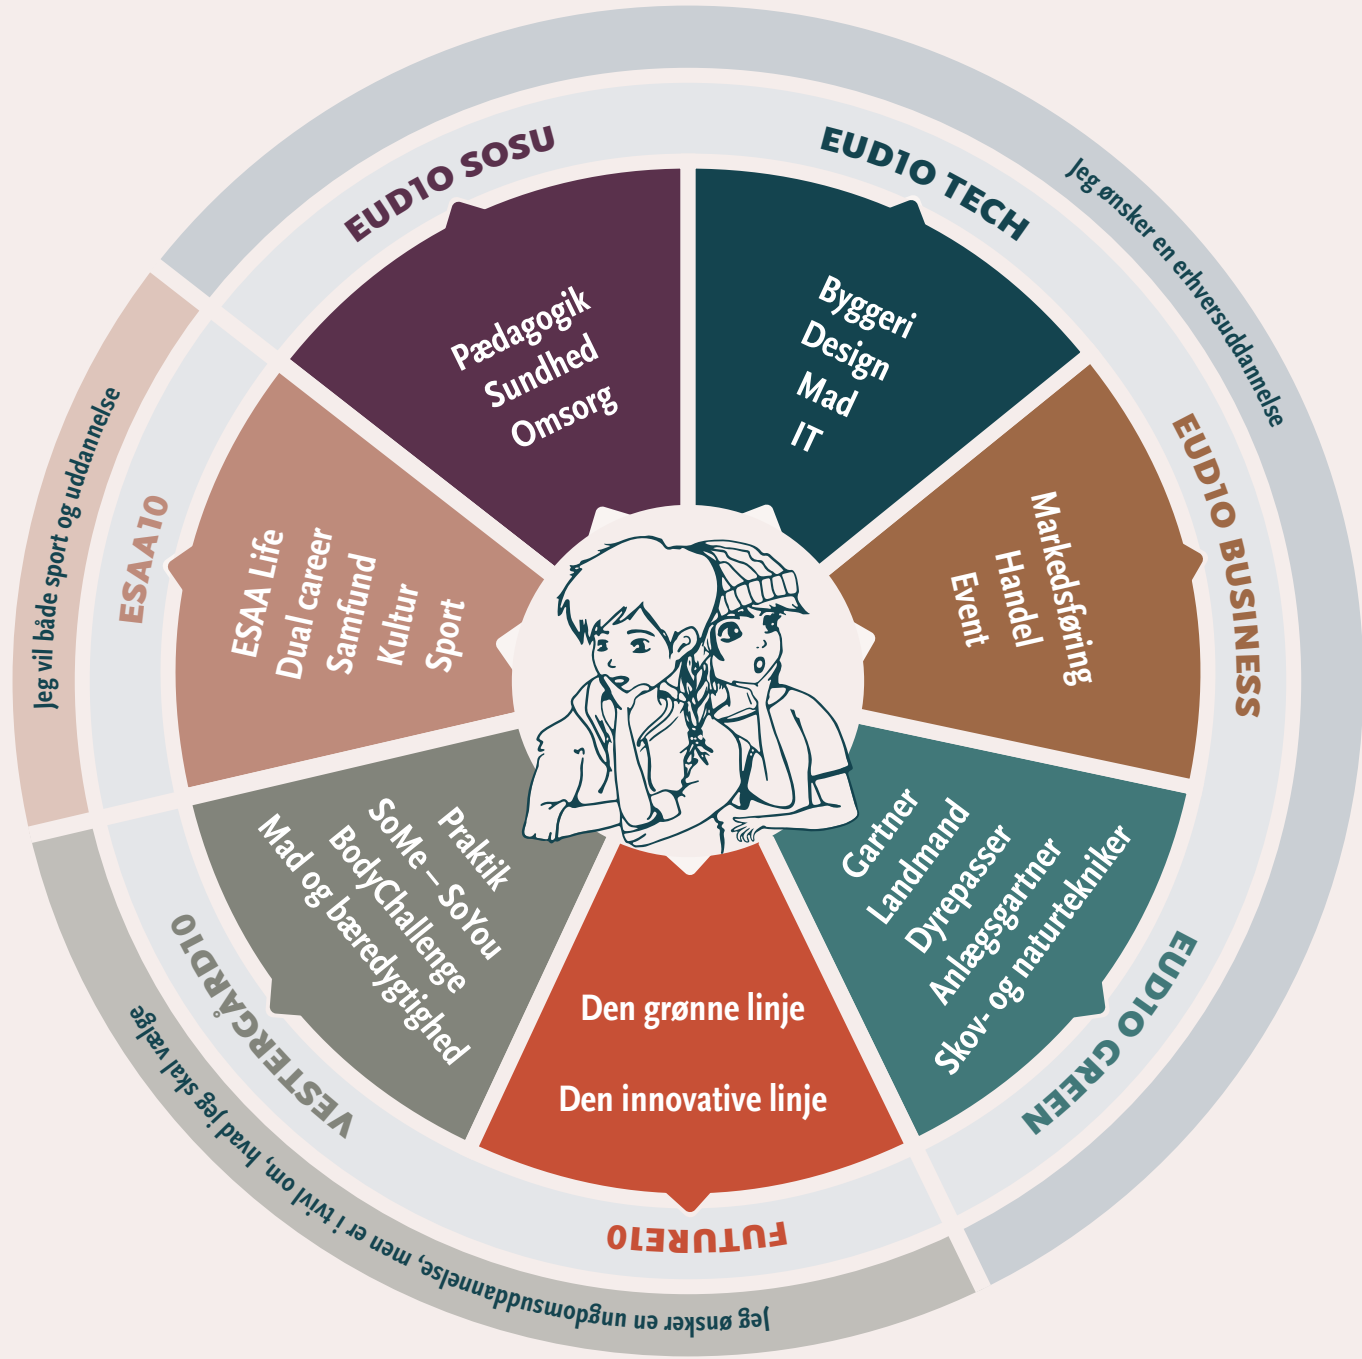 Jeg ønsker en erhversuddannelse
EUD10 SOSU
Pædagogik
Sundhed
Omsorg
EUD10 TECH
Byggeri
Design
Mad
IT
EUD10 BUSINESS
Markedsføring
Handel
Event
EUD10 GREEN
Gartner
Landmand
Dyrepasser
Anlægsgartner
Skov- og naturtekniker
Jeg ønsker en ungdomsuddannelse, men er i tvivl om, hvad jeg skal vælge
FUTURE10
Den grønne linje
Den innovative linje
VESTERGÅRD10
Praktik
SoMe – SoYou
BodyChallenge
Mad og bæredygtighed
Jeg vil både sport og uddannelse
ESAA10
ESAA Life
Dual career
Samfund
Kultur
Sport